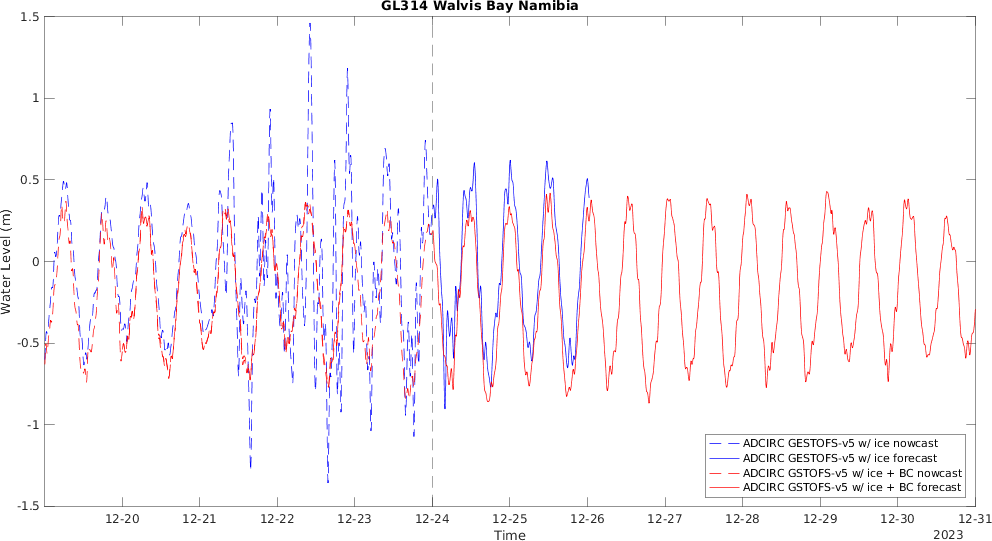 GL314 Walvis Bay Namibia
1.5
1
0.5
0
-0.5
-1
-1.5
Water Level (m)
ADCIRC GESTOFS-v5 w/ ice nowcast
ADCIRC GESTOFS-v5 w/ ice forecast
ADCIRC GSTOFS-v5 w/ ice + BC nowcast
ADCIRC GSTOFS-v5 w/ ice + BC forecast
12-20 12-21 12-22 12-23 12-24 12-25 12-26 12-27 12-28 12-29 12-30 12-31
Time
2023